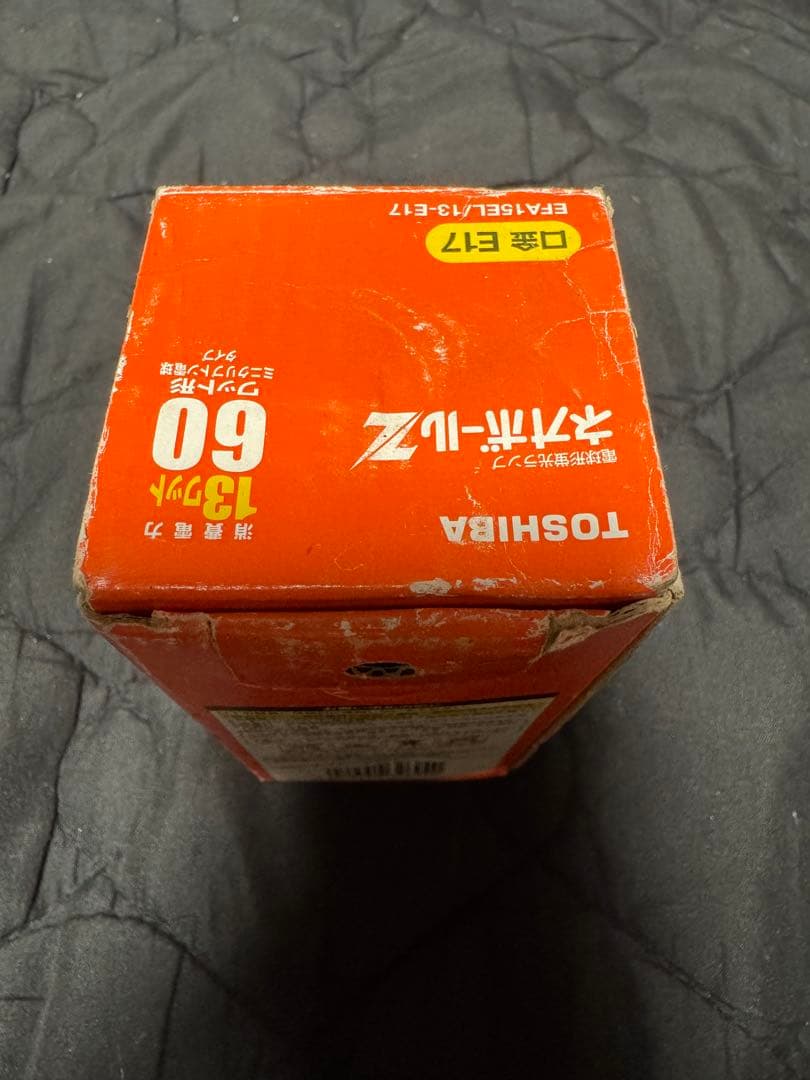 TOSHIBA
電球形蛍光ランプ
ネオボールZ
消費電力
13ワット
60
ワット形
ミニクリプトン電球
タイプ
口金 E17
EFA15EL/13-E17